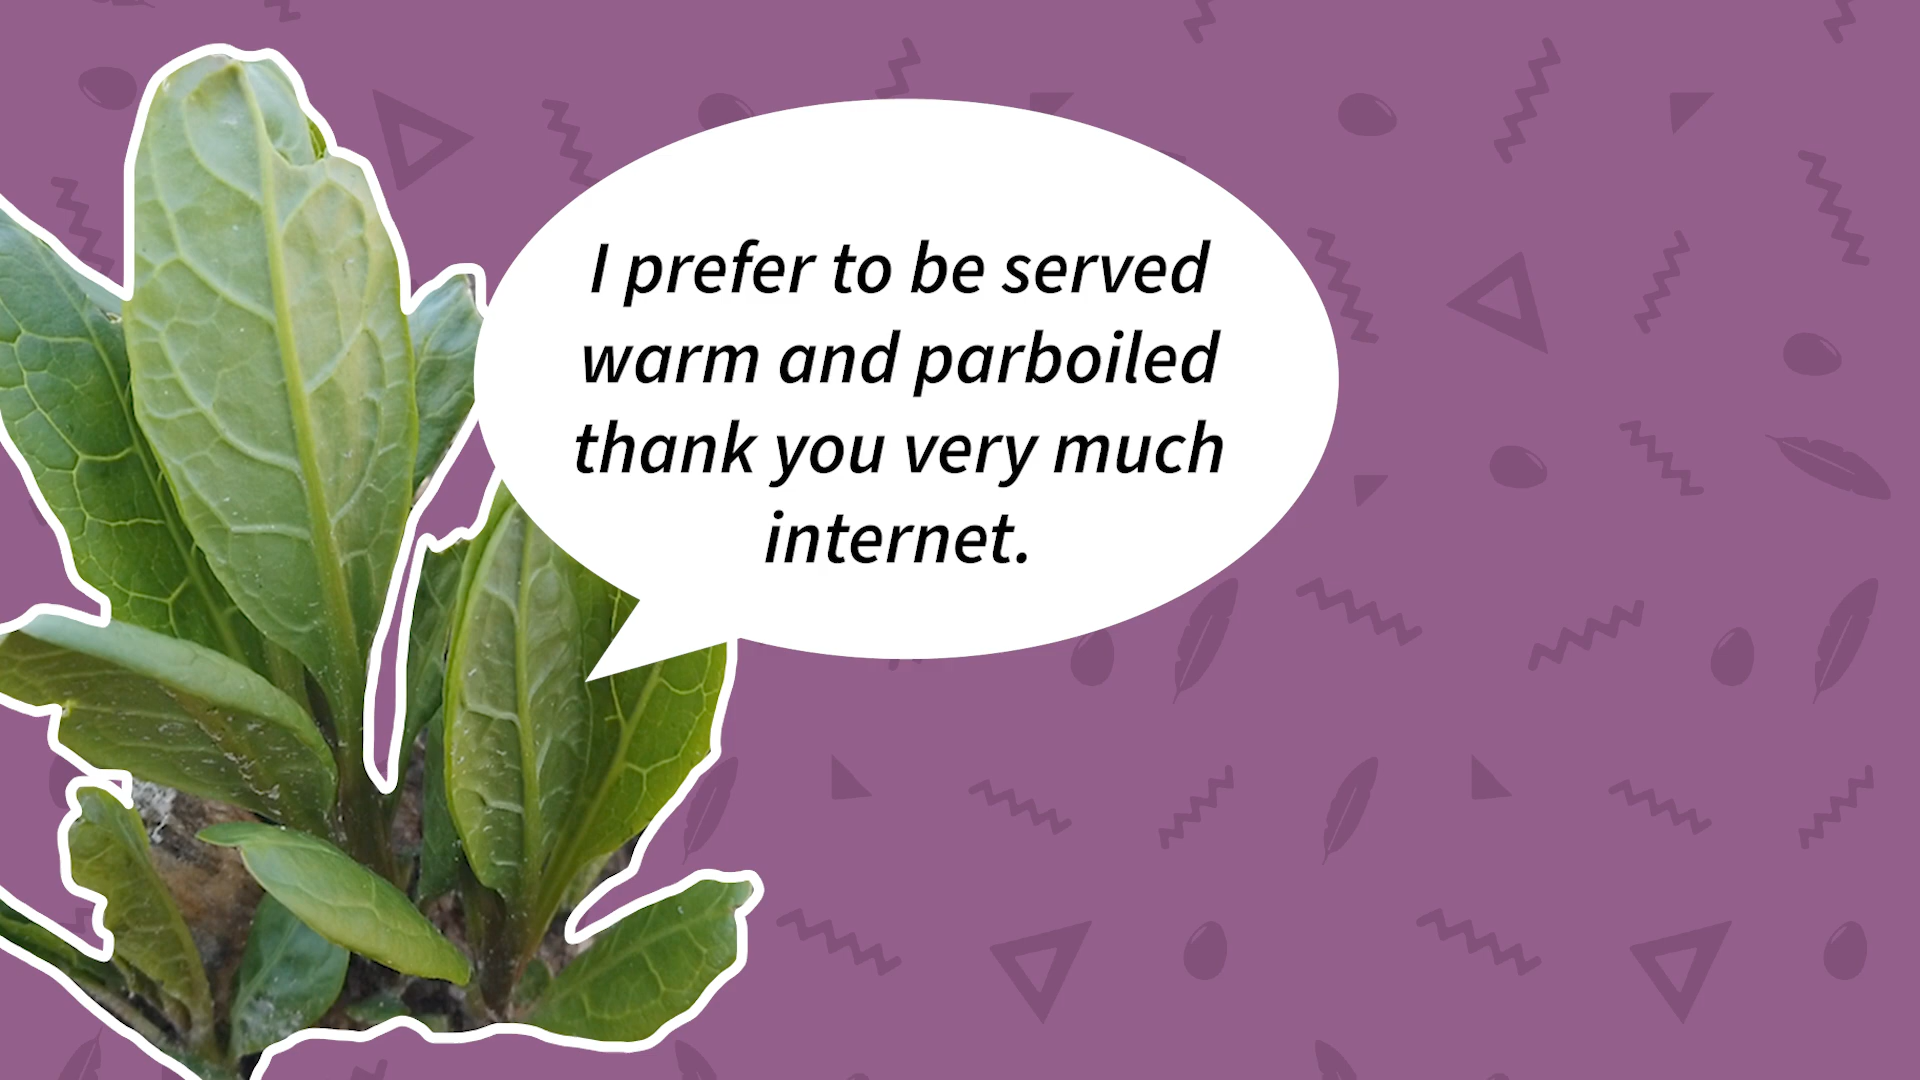 I prefer to be served
warm and parboiled
thank you very much
internet.